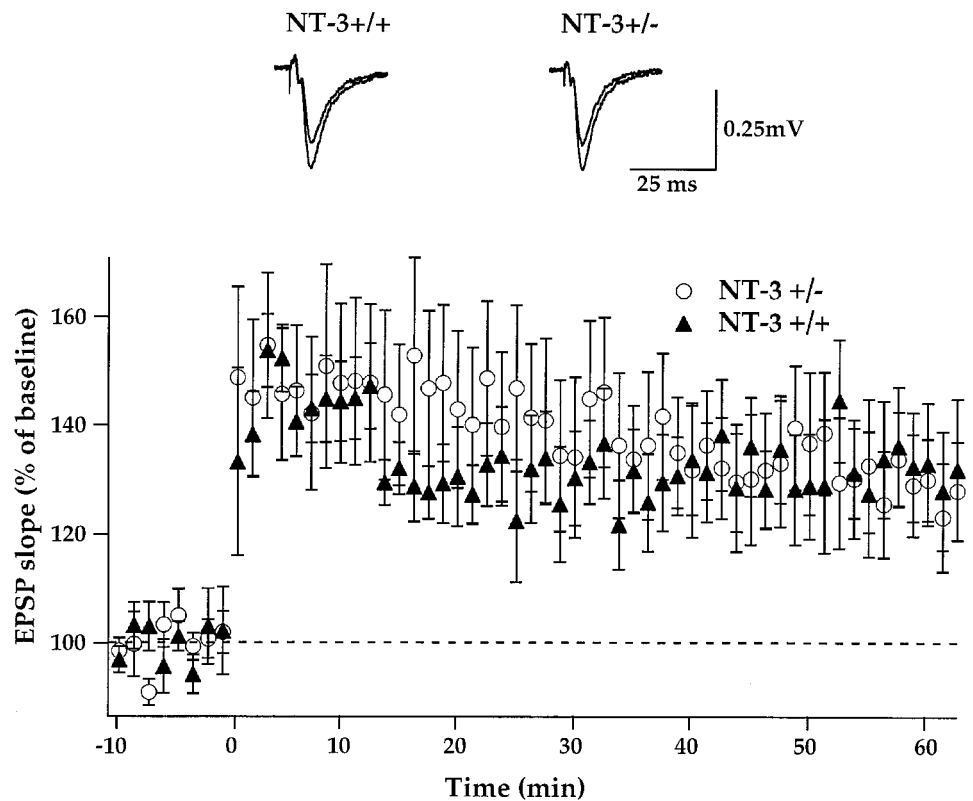 NT-3+/+ NT-3+/-
0.25mV
25 ms
EPSP slope (% of baseline)
160
140
120
100
NT-3 +/-
NT-3 +/+
-10 0 10 20 30 40 50 60
Time (min)